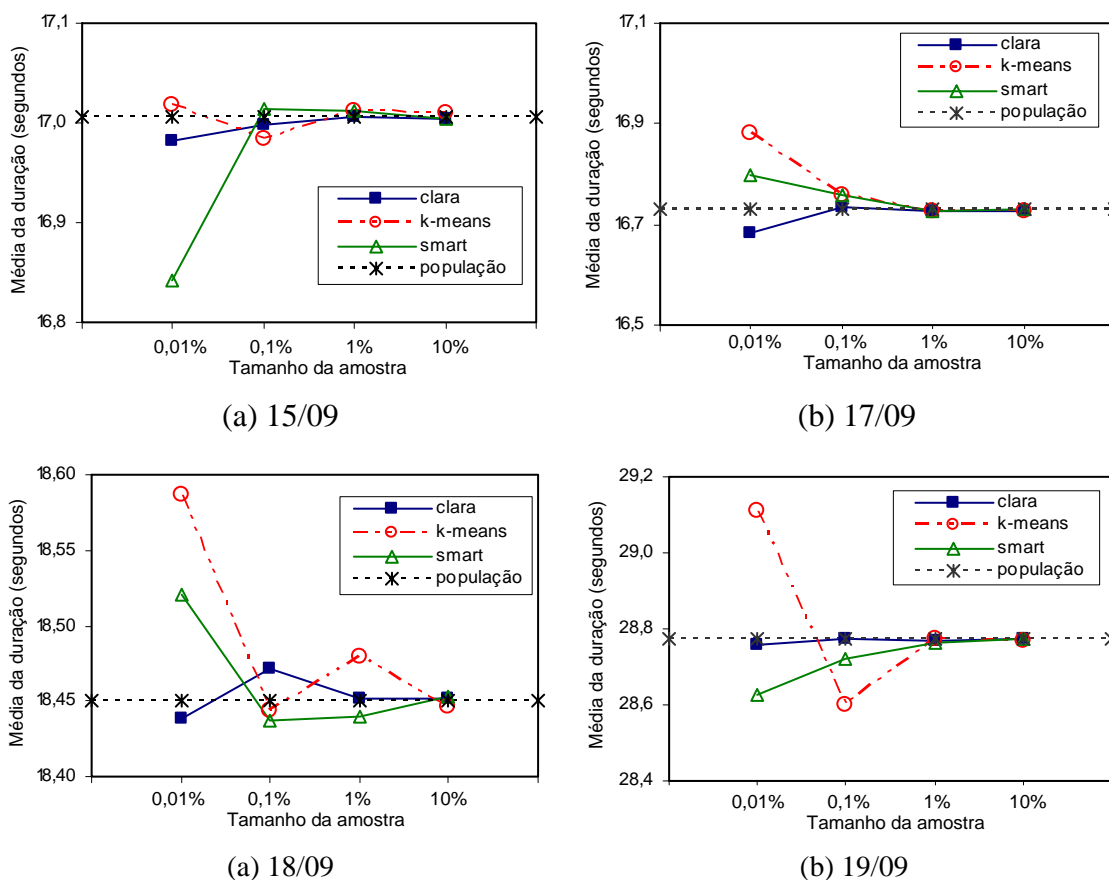 17,1
17,0
16,9
16,8
Média da duração (segundos)
clara
k-means
smart
população
0,01%
0,1%
1%
10%
Tamanho da amostra
(a) 15/09
17,1
16,9
16,7
16,5
Média da duração (segundos)
clara
k-means
smart
população
0,01%
0,1%
1%
10%
Tamanho da amostra
(b) 17/09
18,60
18,55
18,50
18,45
18,40
Média da duração (segundos)
clara
k-means
smart
população
0,01%
0,1%
1%
10%
Tamanho da amostra
(a) 18/09
29,2
29,0
28,8
28,6
28,4
Média da duração (segundos)
clara
k-means
smart
população
0,01%
0,1%
1%
10%
Tamanho da amostra
(b) 19/09